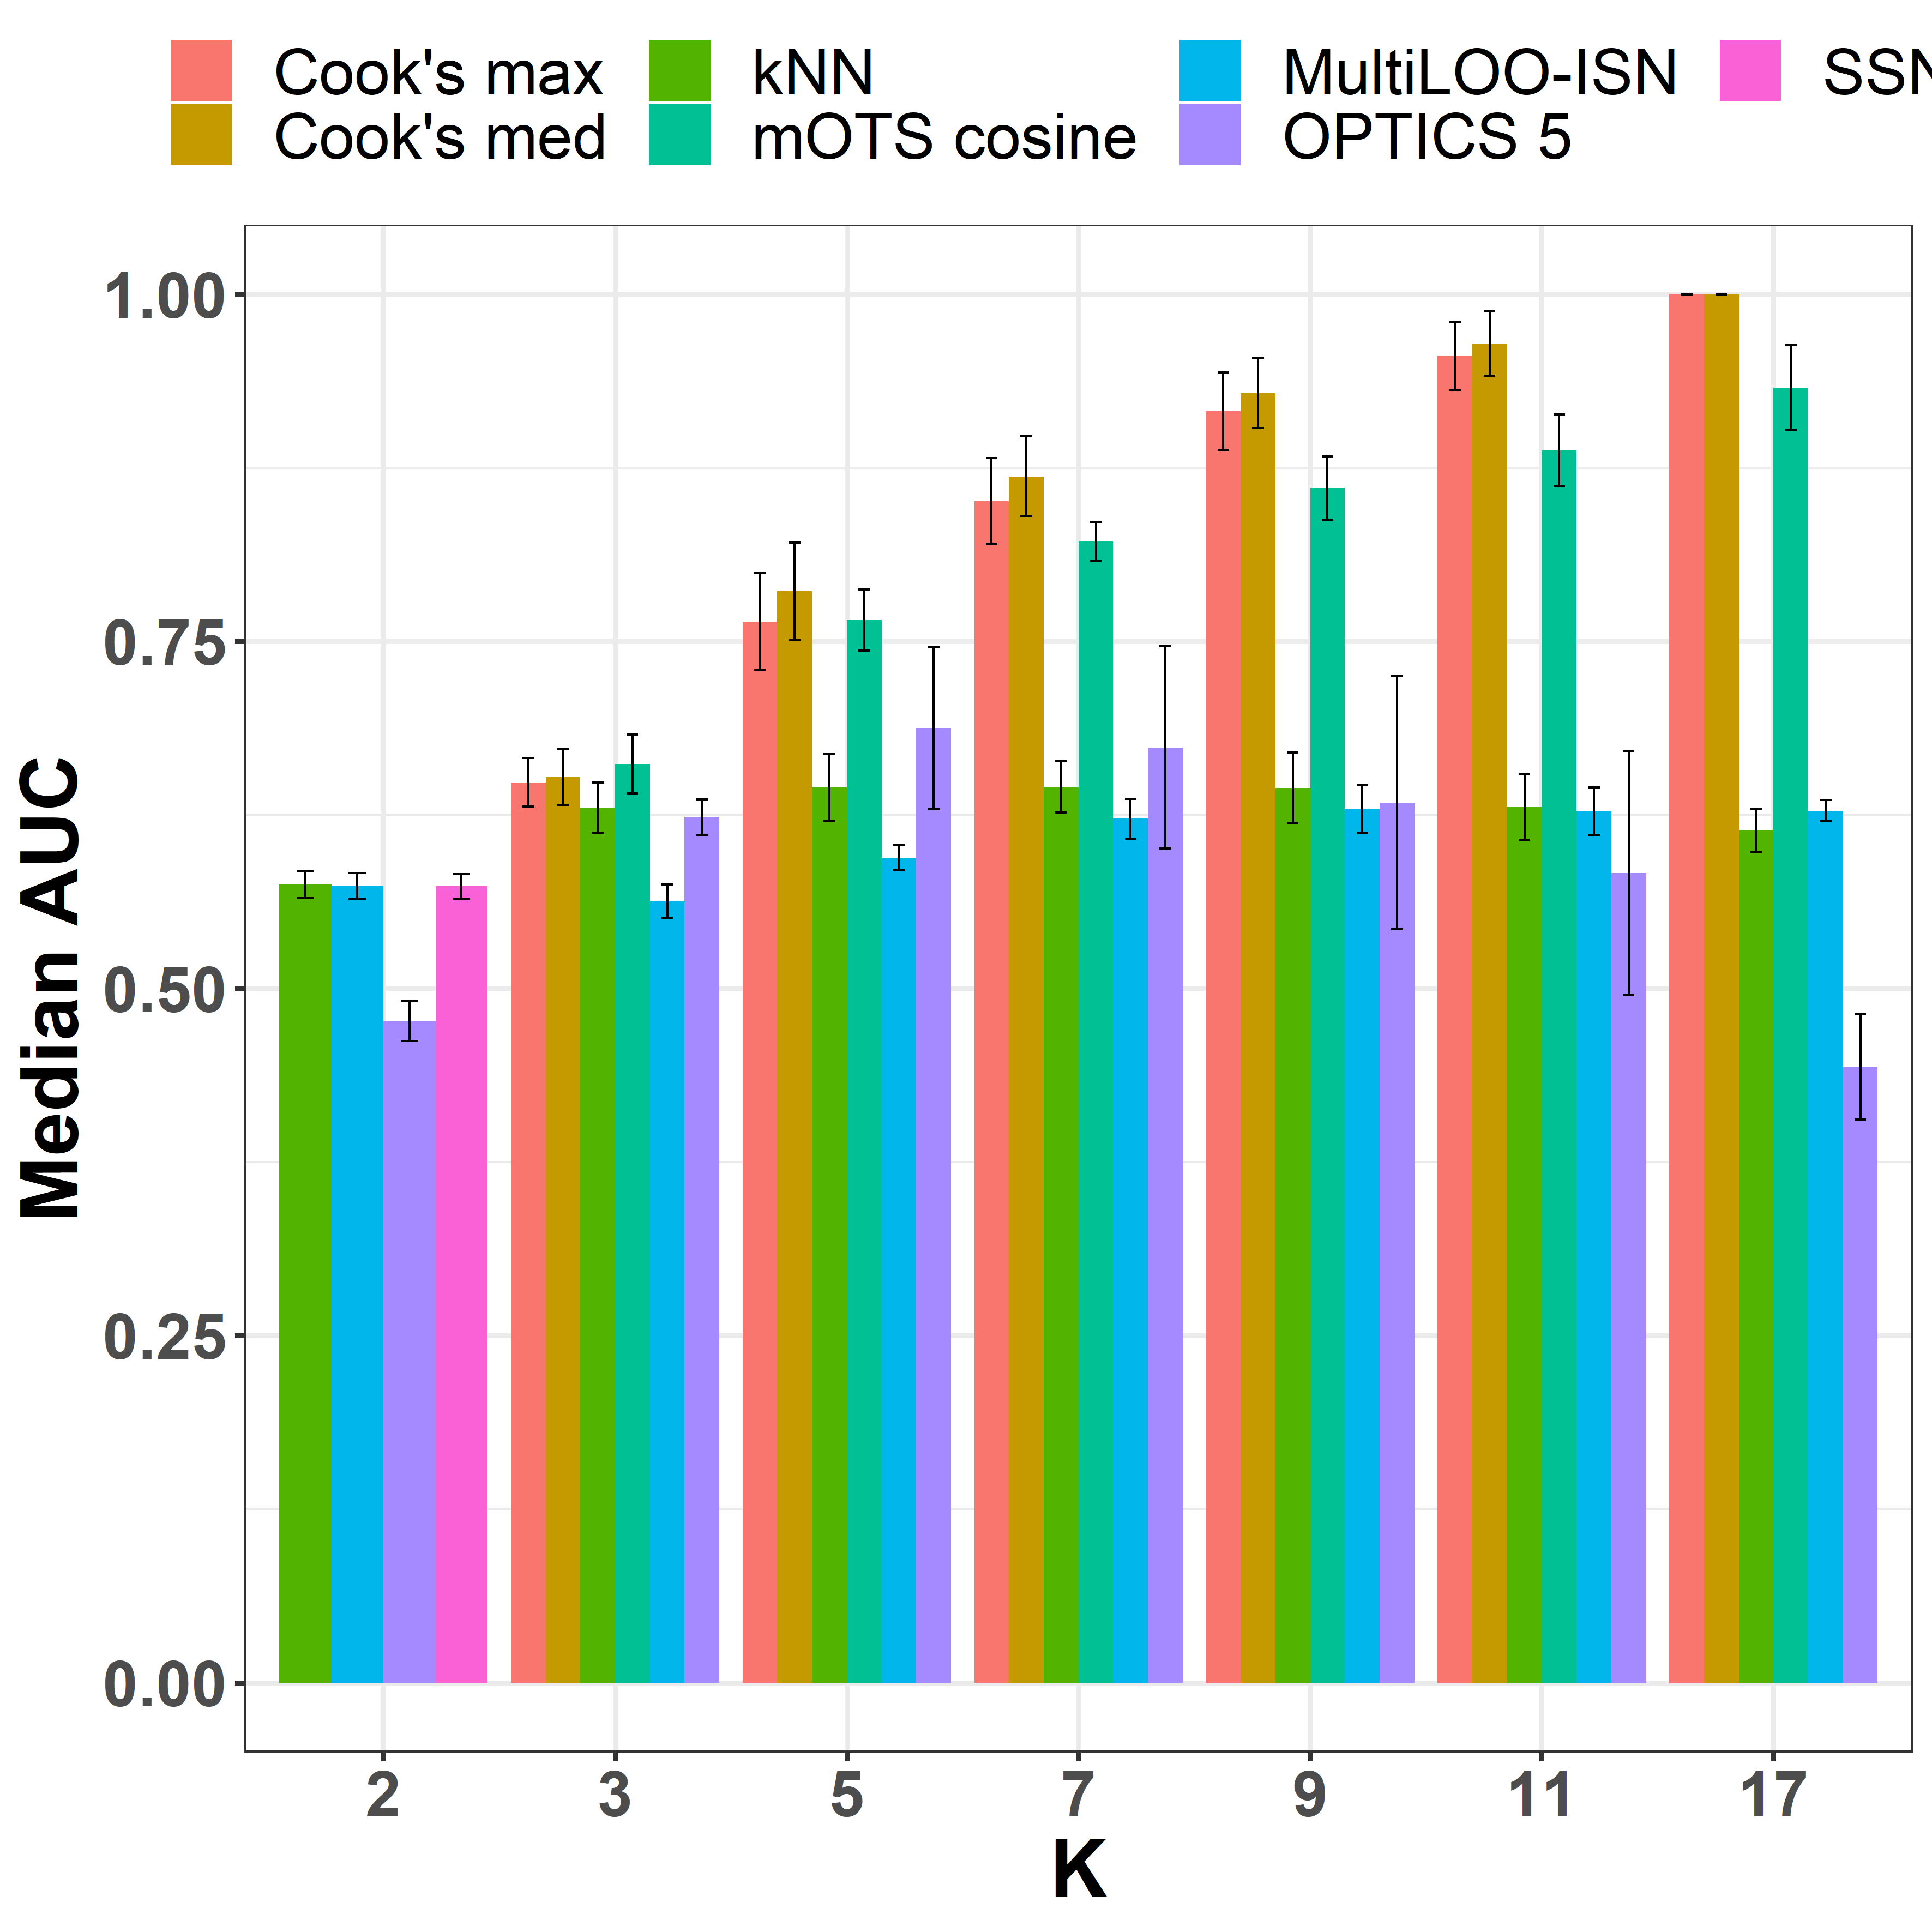 Cook's max kNN MultiLOO-ISN SSN
Cook's med mOTS cosine OPTICS 5
1.00
0.75
0.50
0.25
0.00
Median AUC
2 3 5 7 9 11 17
K